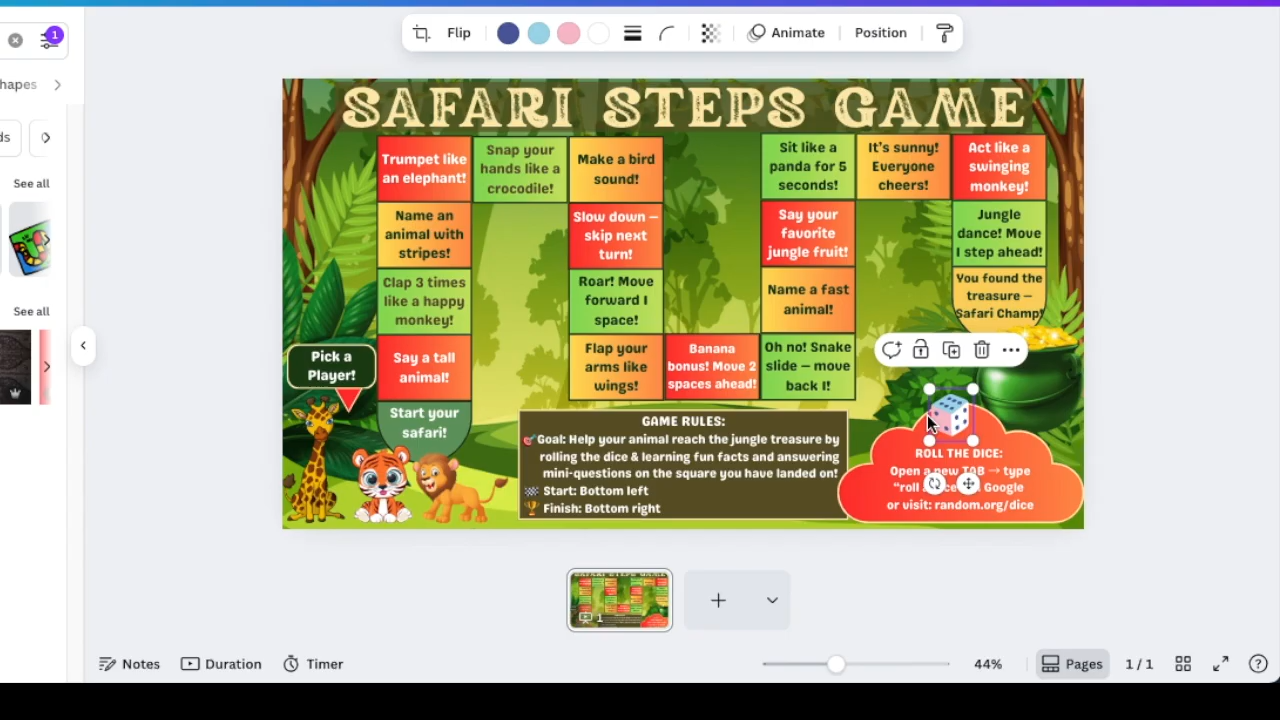 1
Flip
Animate
Position
hapes
ds
See all
See all
SAFARI STEPS GAME
Trumpet like
an elephant!
Snap your
hands like a
crocodile!
Make a bird
sound!
Sit like a
panda for 5
seconds!
It's sunny!
Everyone
cheers!
Act like a
swinging
monkey!
Name an
animal with
stripes!
Slow down –
skip next
turn!
Say your
favorite
jungle fruit!
Jungle
dance! Move
1 step ahead!
Clap 3 times
like a happy
monkey!
Roar! Move
forward 1
space!
Name a fast
animal!
You found the
treasure –
Safari Champ!
Pick a
Player!
Say a tall
animal!
Flap your
arms like
wings!
Banana
bonus! Move 2
spaces ahead!
Oh no! Snake
slide – move
back 1!
Start your
safari!
GAME RULES:
🎯Goal: Help your animal reach the jungle treasure by
rolling the dice & learning fun facts and answering
mini-questions on the square you have landed on!
🏁 Start: Bottom left
🏆 Finish: Bottom right
ROLL THE DICE:
Open a new TAB → type
"roll Google
or visit: random.org/dice
1
Notes
Duration
Timer
44%
Pages
1 / 1